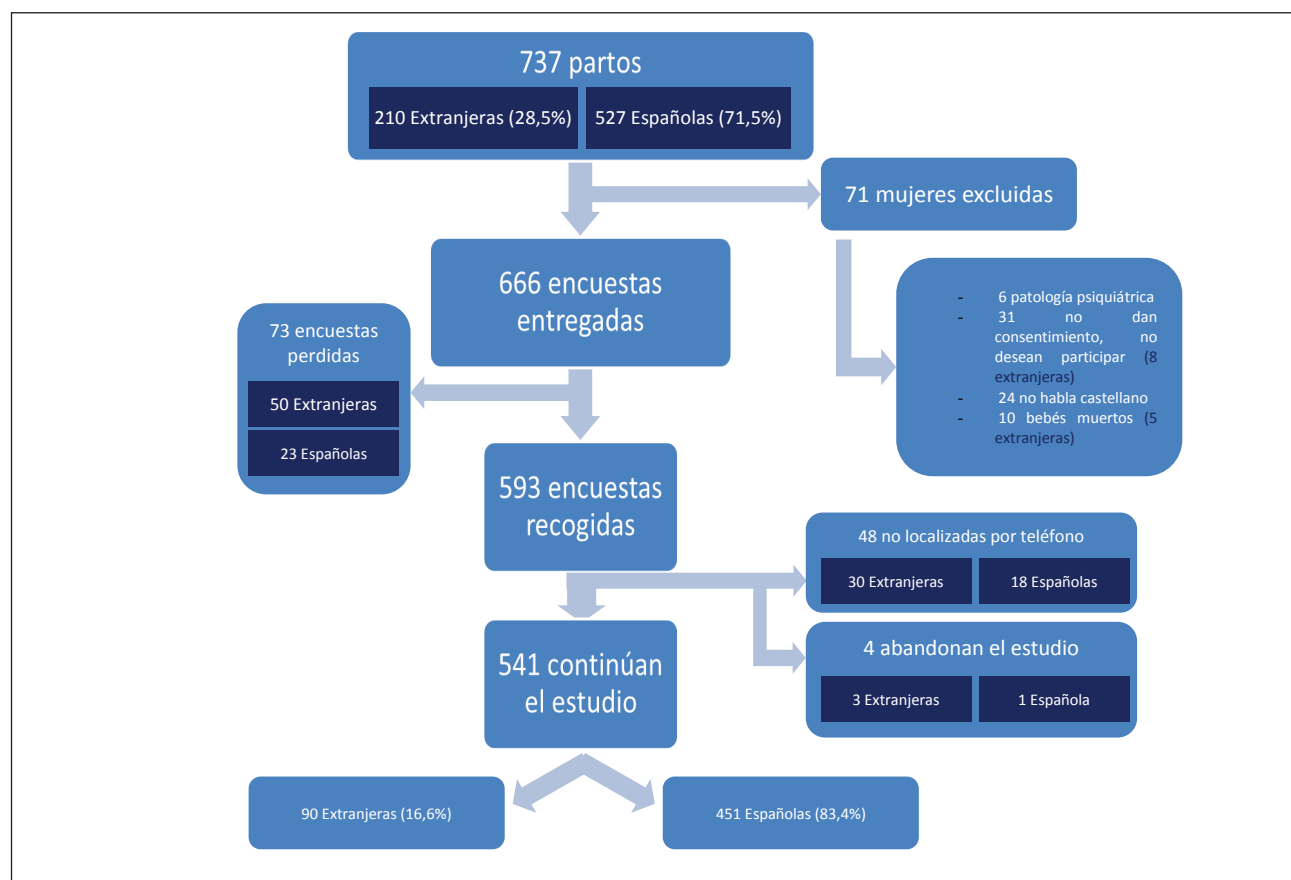 737 partos
210 Extranjeras (28,5%)
527 Españolas (71,5%)
71 mujeres excluidas
666 encuestas
entregadas
- 6 patología psiquiátrica
- 31 no dan
consentimiento, no
desean participar (8
extranjeras)
- 24 no habla castellano
- 10 bebés muertos (5
extranjeras)
73 encuestas
perdidas
50 Extranjeras
23 Españolas
593 encuestas
recogidas
48 no localizadas por teléfono
30 Extranjeras
18 Españolas
541 continúan
el estudio
4 abandonan el estudio
3 Extranjeras
1 Española
90 Extranjeras (16,6%)
451 Españolas (83,4%)